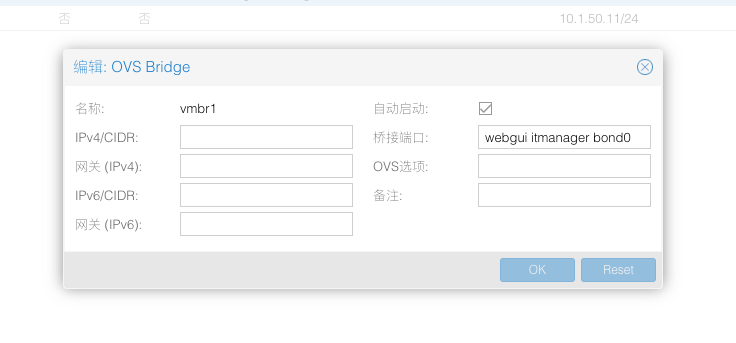 否 否 10.1.50.11/24
编辑: OVS Bridge
名称: vmbr1 自动启动:
IPv4/CIDR: 桥接端口: webgui itmanager bond0
网关 (IPv4): OVS选项:
IPv6/CIDR: 备注:
网关 (IPv6):
OK Reset